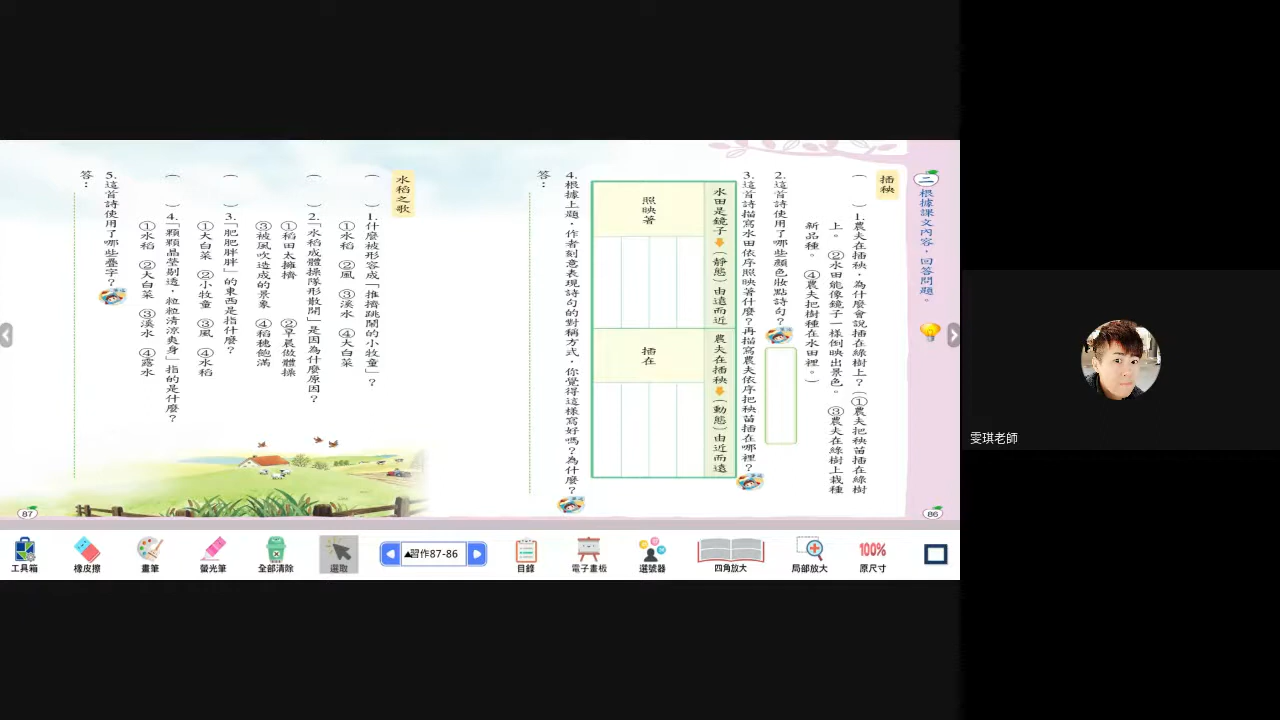 二
根據課文內容，回答問題。
插秧
（　）1.農夫在插秧，為什麼會說插在綠樹上？（①農夫把秧苗插在綠樹
上。 ②水田能像鏡子一樣倒映出景色。 ③農夫在綠樹上栽種
新品種。 ④農夫把樹種在水田裡。）
2.這首詩使用了哪些顏色妝點詩句？
3.這首詩描寫水田依序照映著什麼？再描寫農夫依序把秧苗插在哪裡？
水田是鏡子（靜態）由遠而近
照映著
農夫在插秧（動態）由近而遠
插在
4.根據上題，作者刻意表現詩句的對稱方式，你覺得這樣寫好嗎？為什麼？
答：
86
水稻之歌
（　）1.什麼被形容成「推擠跳鬧的小牧童」？
①水稻 ②風 ③溪水 ④大白菜
（　）2.「水稻成體操隊形散開」是因為什麼原因？
①稻田太擁擠 ②早晨做體操
③被風吹造成的景象 ④稻穗飽滿
（　）3.「肥肥胖胖」的東西是指什麼？
①大白菜 ②小牧童 ③風 ④水稻
（　）4.「顆顆晶瑩剔透，粒粒清涼爽身」指的是什麼？
①水稻 ②大白菜 ③溪水 ④露水
5.這首詩使用了哪些疊字？
答：
87
工具箱 橡皮擦 畫筆 螢光筆 全部清除 選取 ▲習作87-86 目錄 電子畫板 選號器 四角放大 局部放大 100% 原尺寸
雯琪老師